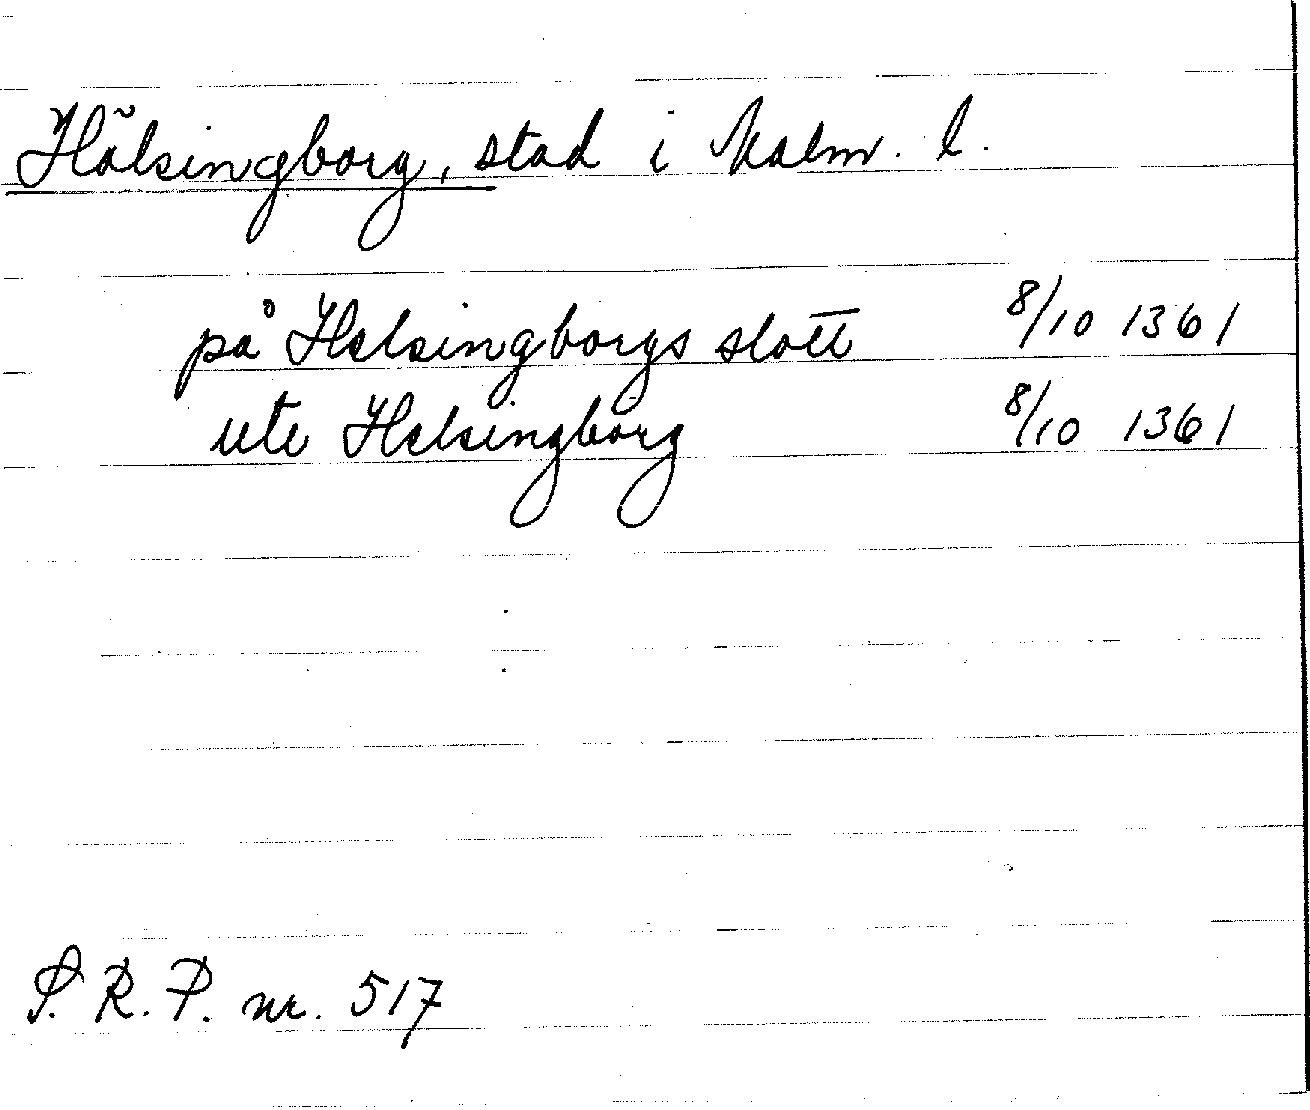 Hälsingborg, stad i Malm. l.
på Helsingborgs slott 8/10 1361
ute Helsingborg 8/10 1361
S. R. P. nr. 517